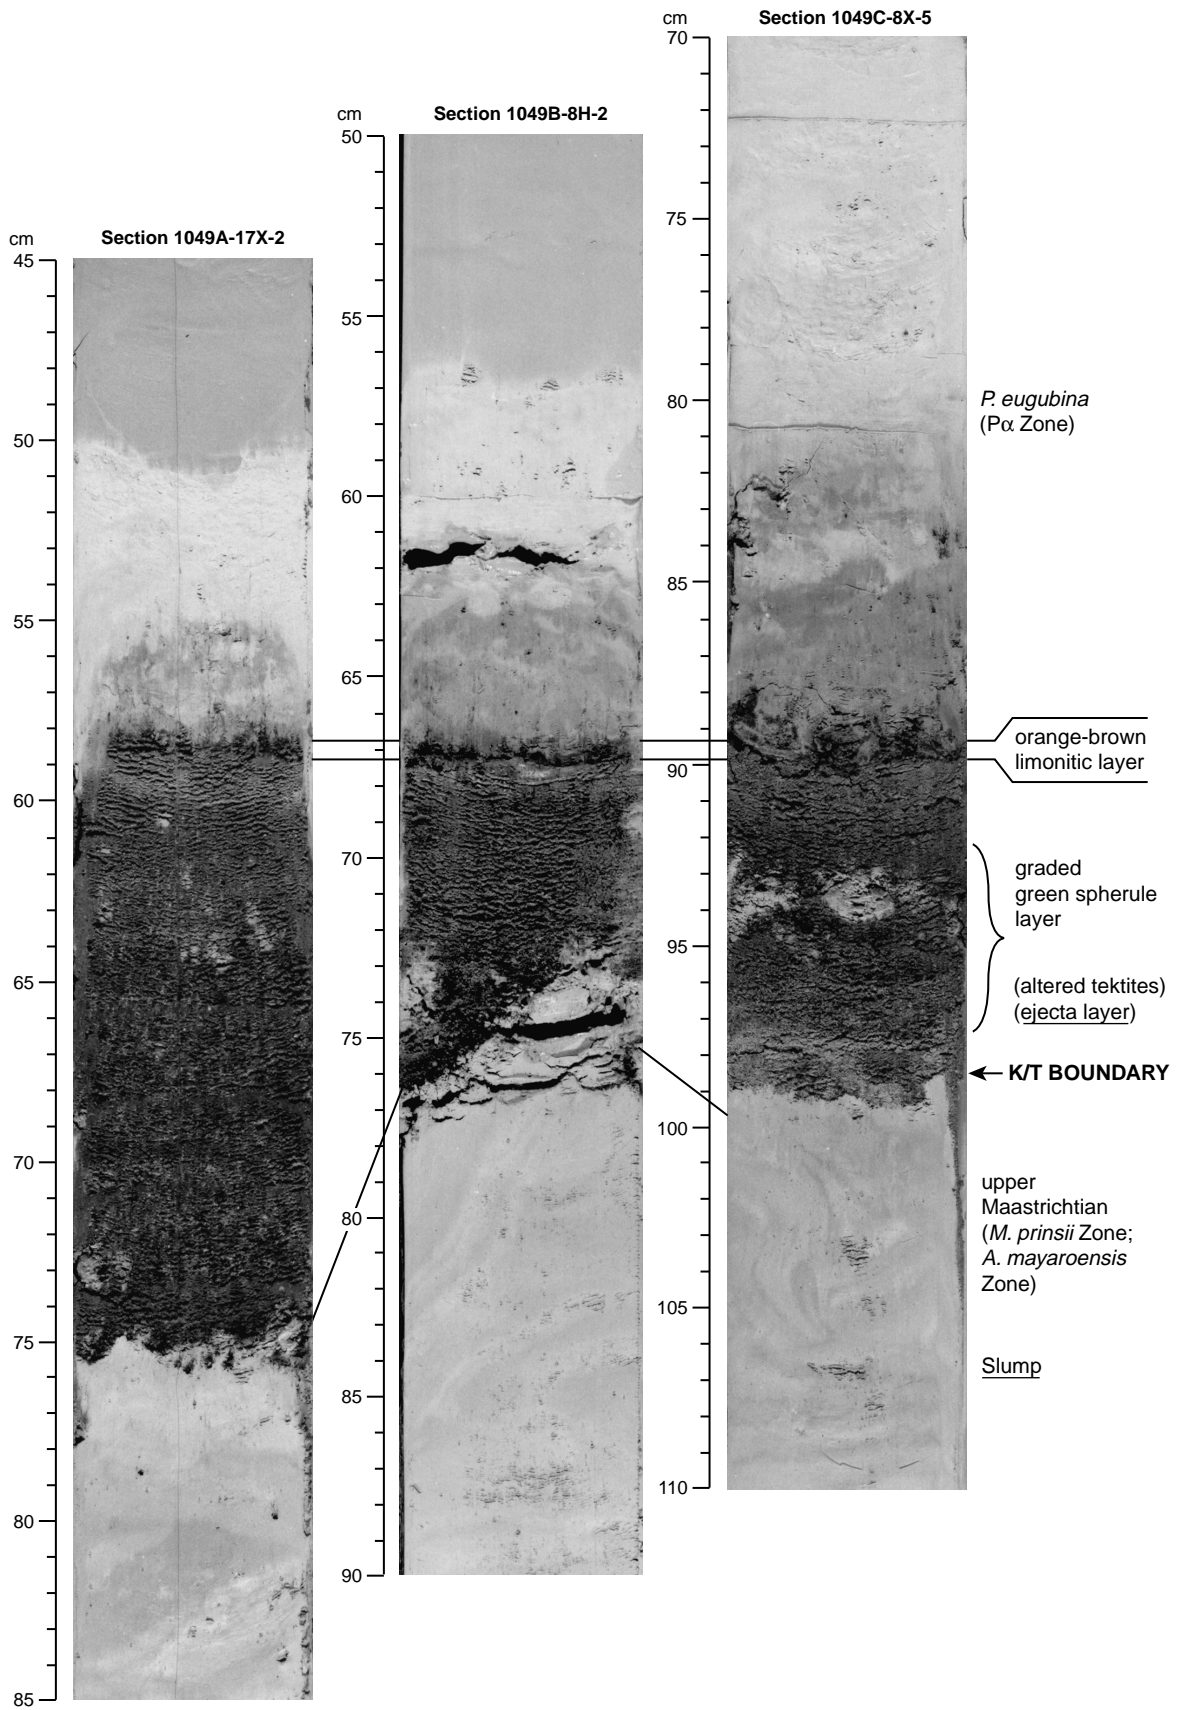 cm
Section 1049A-17X-2
45
50
55
60
65
70
75
80
85
cm
Section 1049B-8H-2
50
55
60
65
70
75
80
85
90
cm
Section 1049C-8X-5
70
75
80
85
90
95
100
105
110
P. eugubina
(Pα Zone)
orange-brown
limonitic layer
graded
green spherule
layer
(altered tektites)
(ejecta layer)
K/T BOUNDARY
upper
Maastrichtian
(M. prinsii Zone;
A. mayaroensis
Zone)
Slump